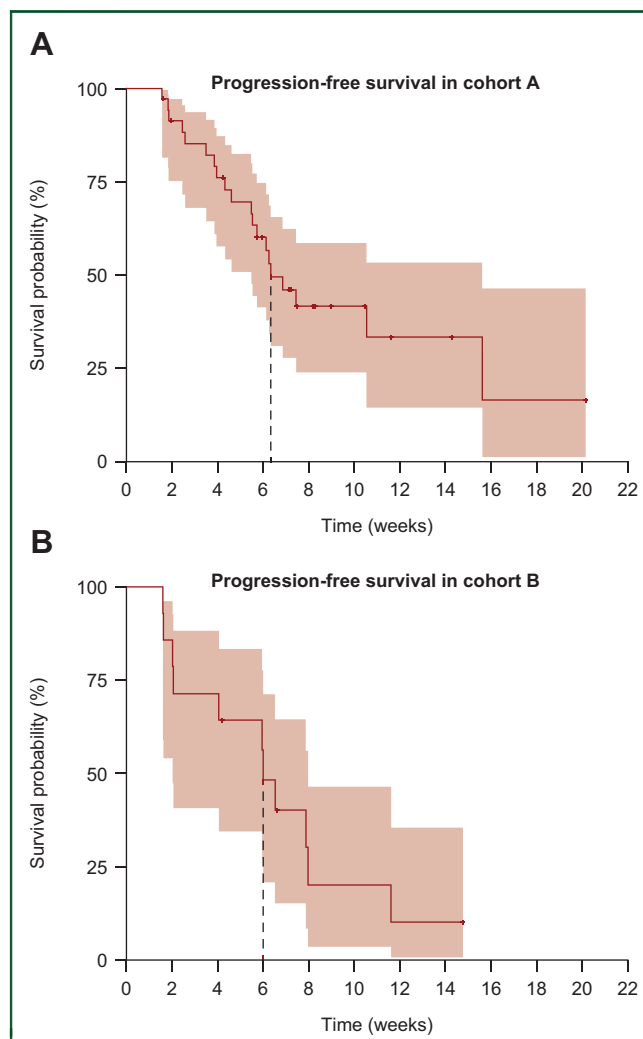 A
Progression-free survival in cohort A
100
75
50
25
0
Survival probability (%)
0 2 4 6 8 10 12 14 16 18 20 22
Time (weeks)
B
Progression-free survival in cohort B
100
75
50
25
0
Survival probability (%)
0 2 4 6 8 10 12 14 16 18 20 22
Time (weeks)